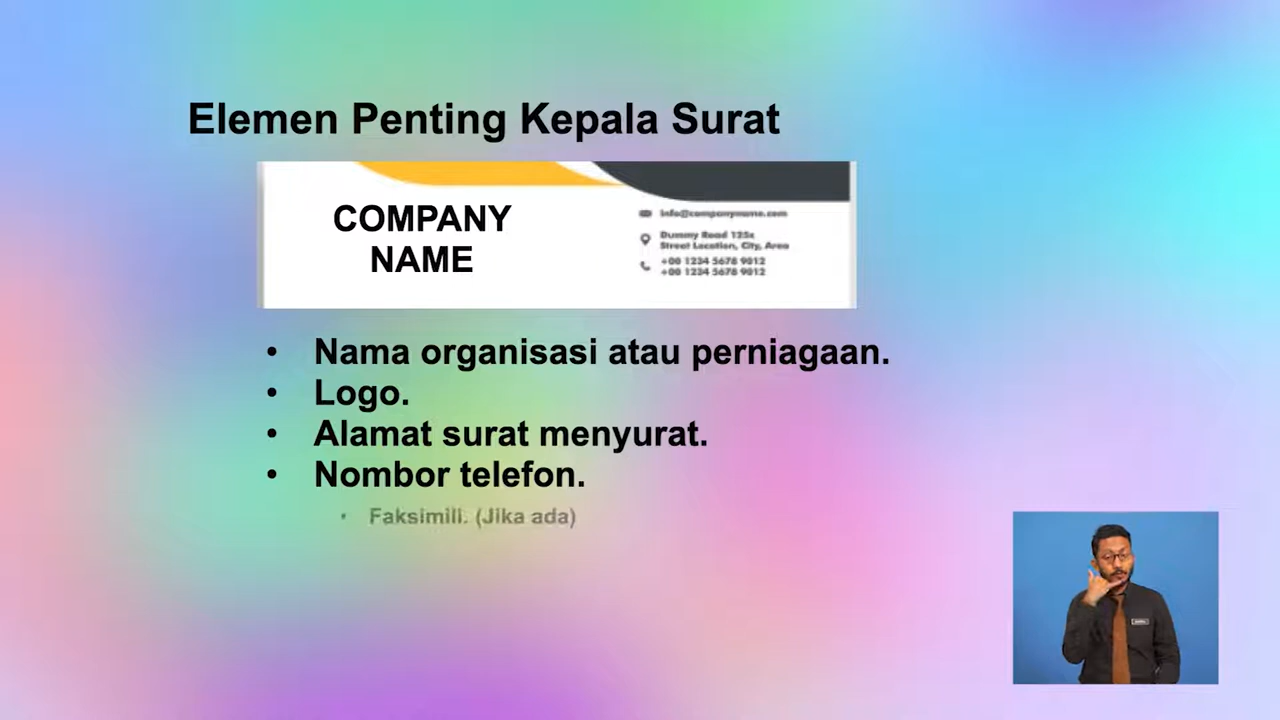 Elemen Penting Kepala Surat
COMPANY
NAME
info@companyname.com
Dummy Road 125x
Street Location, City, Area
+00 1234 5678 9012
+00 1234 5678 9012
• Nama organisasi atau perniagaan.
• Logo.
• Alamat surat menyurat.
• Nombor telefon.
• Faksimili. (Jika ada)